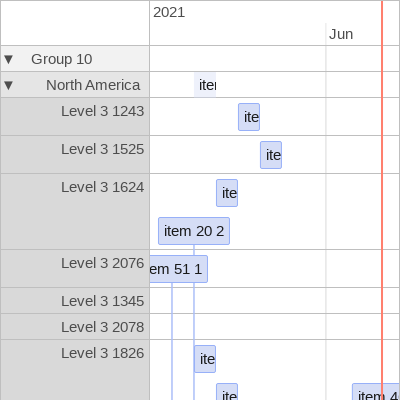 2021
Jun
▼ Group 10
▼ North America
iter
Level 3 1243
ite
Level 3 1525
ite
Level 3 1624
ite
item 20 2
Level 3 2076
em 51 1
Level 3 1345
Level 3 2078
Level 3 1826
ite
ite
item 4